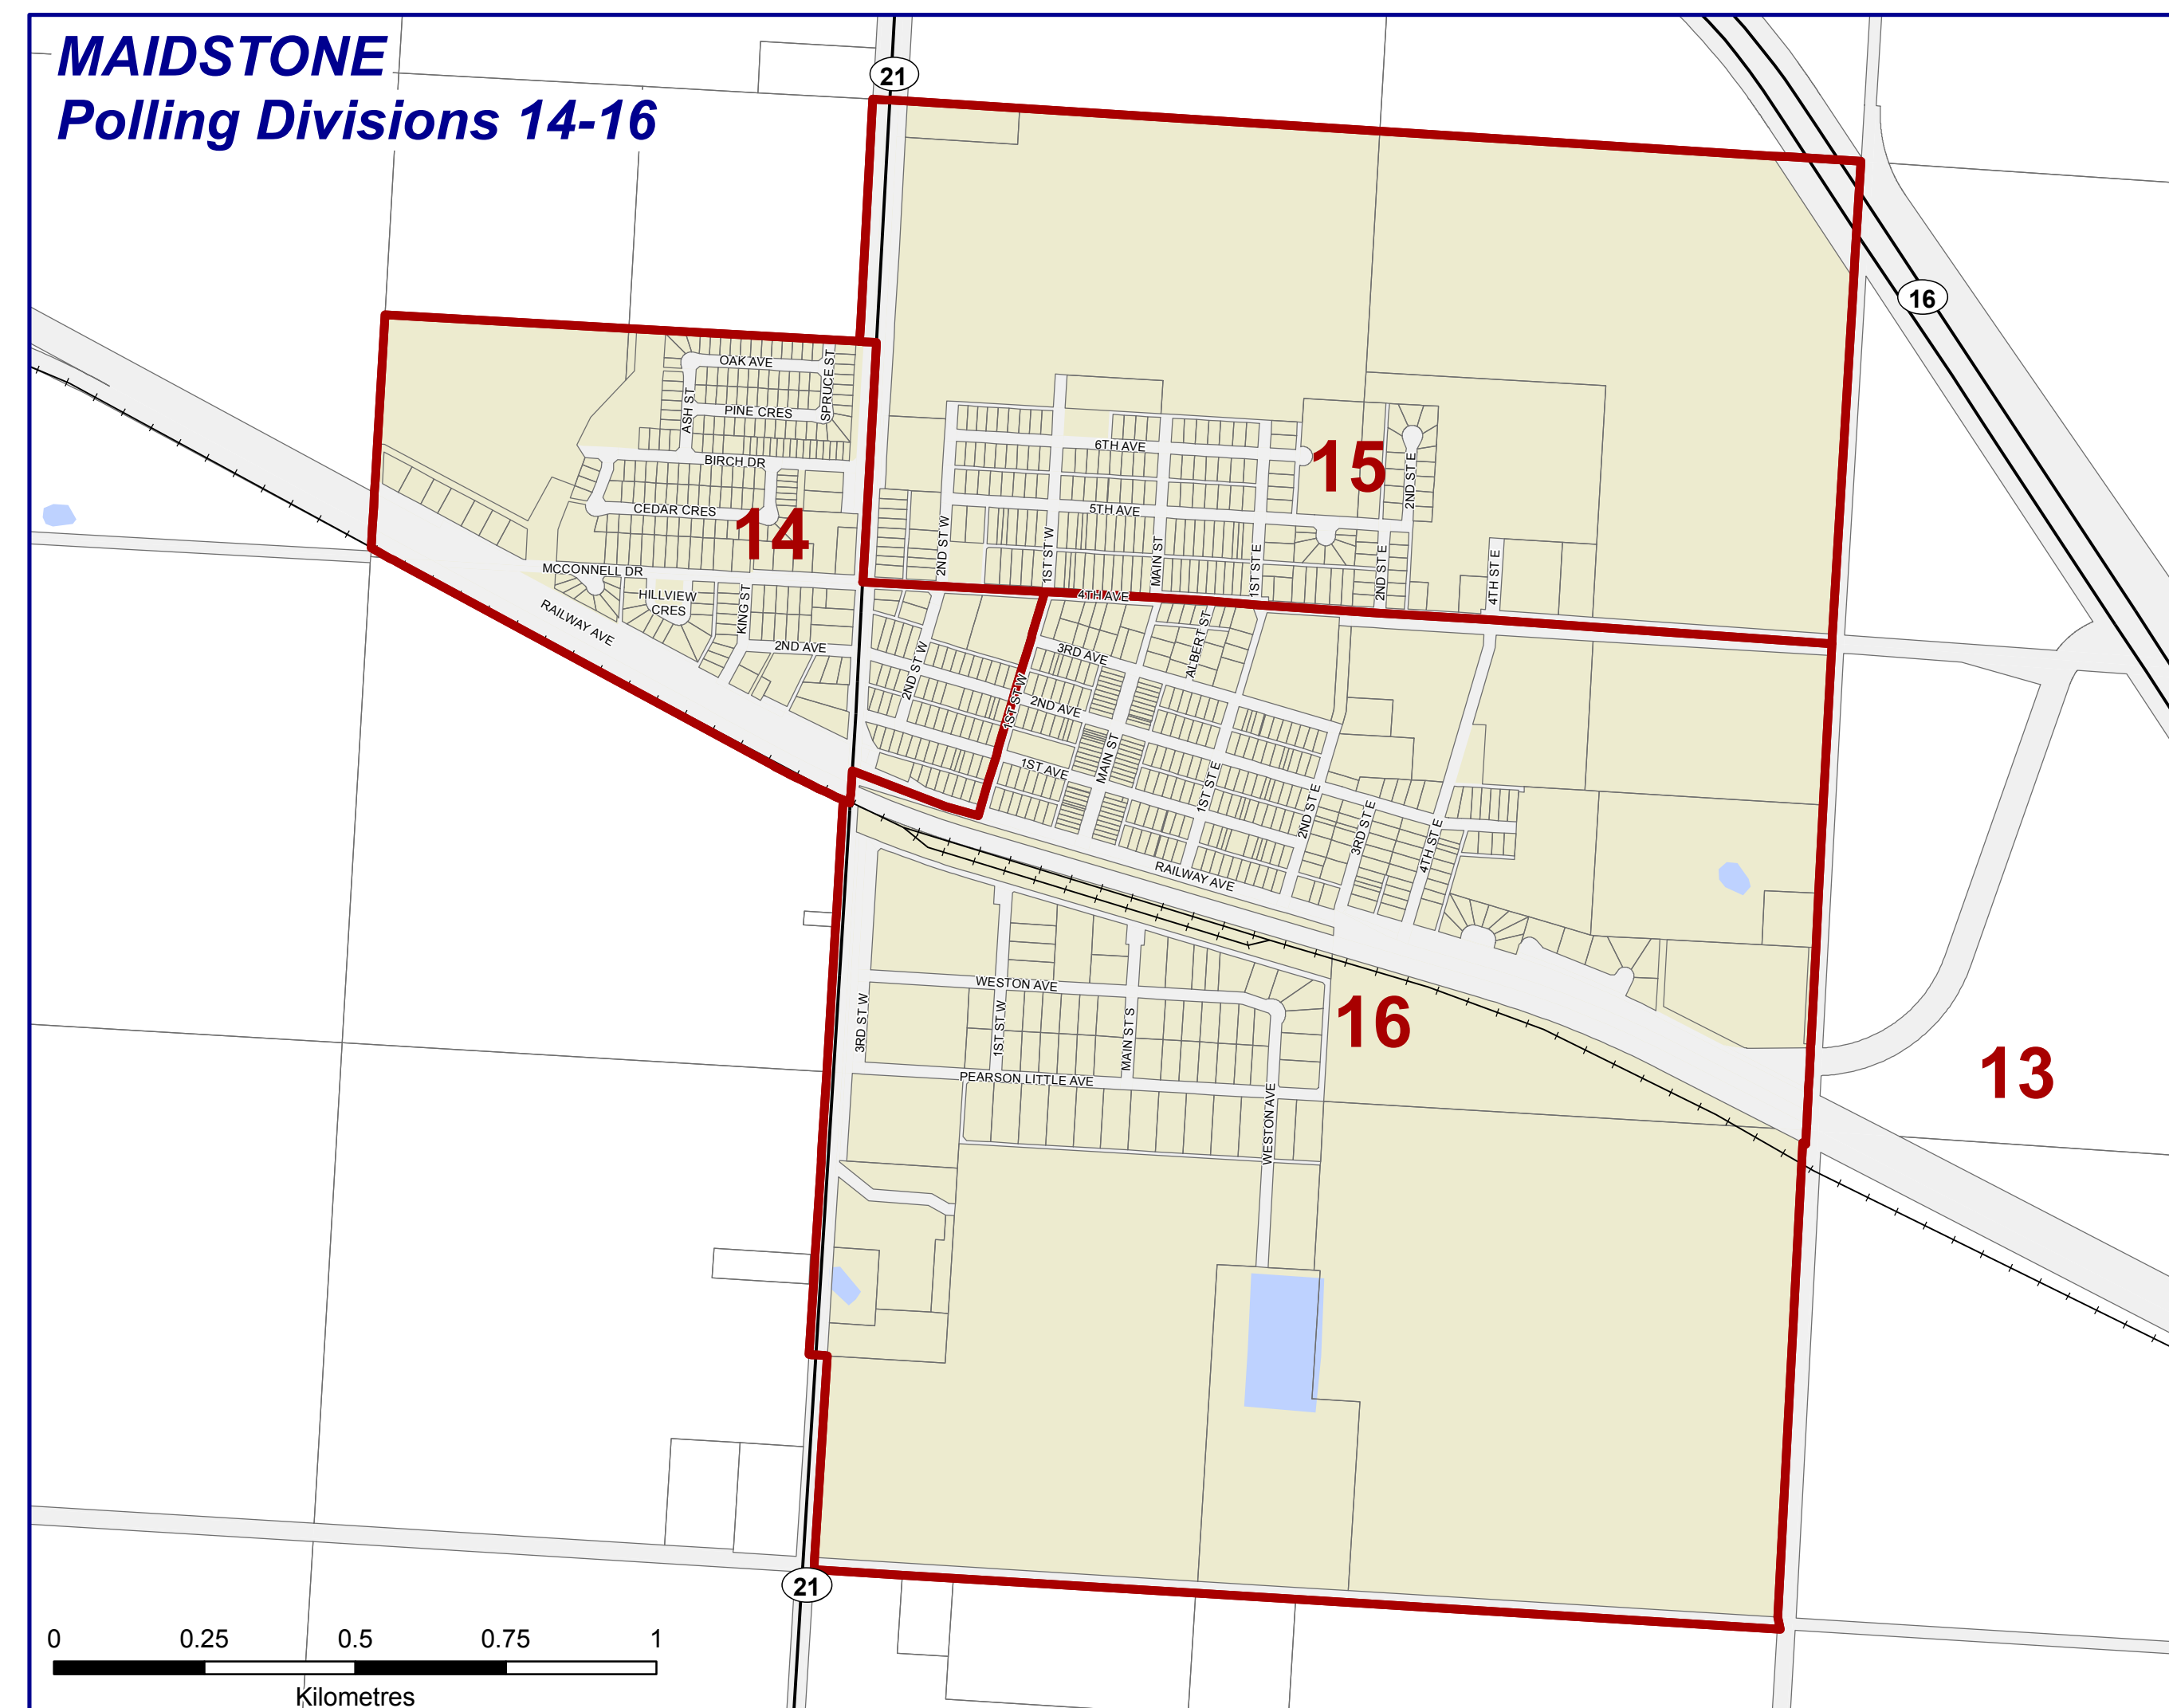 MAIDSTONE
Polling Divisions 14-16
21
16
OAK AVE
SPRUCE ST
ASH ST
PINE CRES
BIRCH DR
CEDAR CRES
14
MCCONNELL DR
HILLVIEW
CRES
KING ST
RAILWAY AVE
2ND AVE
6TH AVE
15
2ND ST E
5TH AVE
2ND ST W
1ST ST W
MAIN ST
1ST ST E
2ND ST E
4TH ST E
4TH AVE
3RD AVE
ALBERT ST
2ND ST W
1ST ST W
2ND AVE
MAIN ST
1ST AVE
1ST ST E
2ND ST E
3RD ST E
4TH ST E
RAILWAY AVE
WESTON AVE
16
3RD ST W
1ST ST W
MAIN ST S
13
PEARSON LITTLE AVE
WESTON AVE
21
0 0.25 0.5 0.75 1
Kilometres